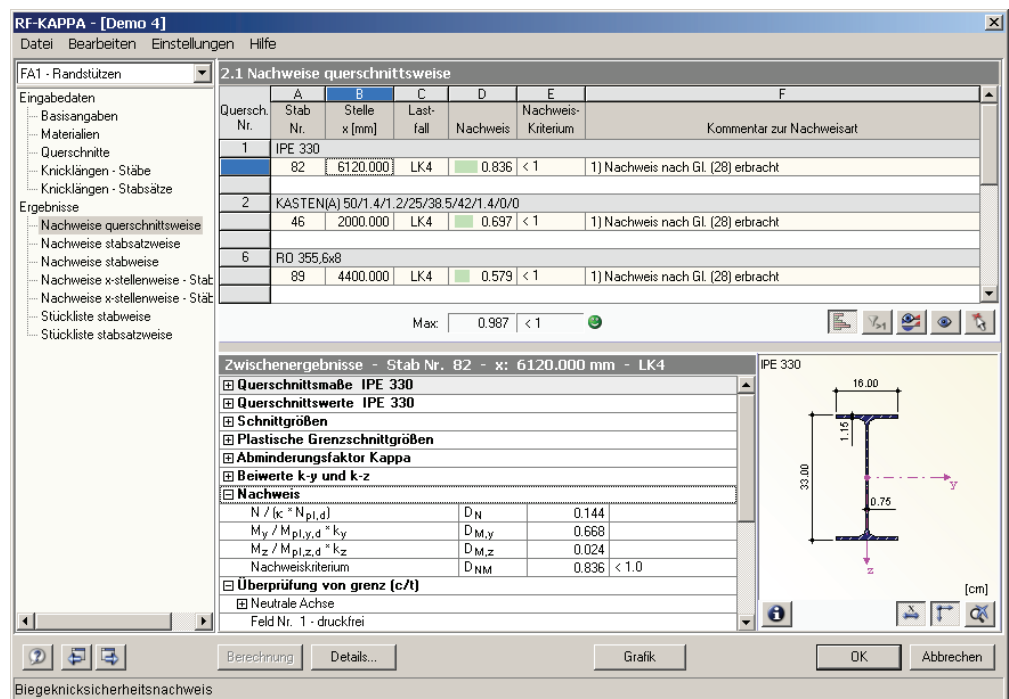 RF-KAPPA - [Demo 4]
Datei Bearbeiten Einstellungen Hilfe
FA1 - Randstützen
Eingabedaten
Basisangaben
Materialien
Querschnitte
Knicklängen - Stäbe
Knicklängen - Stabsätze
Ergebnisse
Nachweise querschnittsweise
Nachweise stabsatzweise
Nachweise stabweise
Nachweise x-stellenweise - Stat
Nachweise x-stellenweise - Stät
Stückliste stabweise
Stückliste stabsatzweise
2.1 Nachweise querschnittsweise
A B C D E F
Quersch. Nr. Stab Nr. Stelle x [mm] Last- fall Nachweis Nachweis- Kriterium Kommentar zur Nachweisart
1 IPE 330
82 6120.000 LK4 0.836 < 1 1) Nachweis nach Gl. (28) erbracht
2 KASTEN(A) 50/1.4/1.2/25/38.5/42/1.4/0/0
46 2000.000 LK4 0.697 < 1 1) Nachweis nach Gl. (28) erbracht
6 RO 355,6x8
89 4400.000 LK4 0.579 < 1 1) Nachweis nach Gl. (28) erbracht
Max: 0.987 < 1
Zwischenergebnisse - Stab Nr. 82 - x: 6120.000 mm - LK4
Querschnittsmaße IPE 330
Querschnittswerte IPE 330
Schnittgrößen
Plastische Grenzschnittgrößen
Abminderungsfaktor Kappa
Beiwerte k-y und k-z
Nachweis
N / (κ * Npl,d) DN 0.144
My / Mpl,y,d * ky DM,y 0.668
Mz / Mpl,z,d * kz DM,z 0.024
Nachweiskriterium DNM 0.836 < 1.0
Überprüfung von grenz (c/t)
Neutrale Achse
Feld Nr. 1 - druckfrei
IPE 330
16.00
1.15
33.00
0.75
y
z
[cm]
Berechnung Details... Grafik OK Abbrechen
Biegeknicksicherheitsnachweis